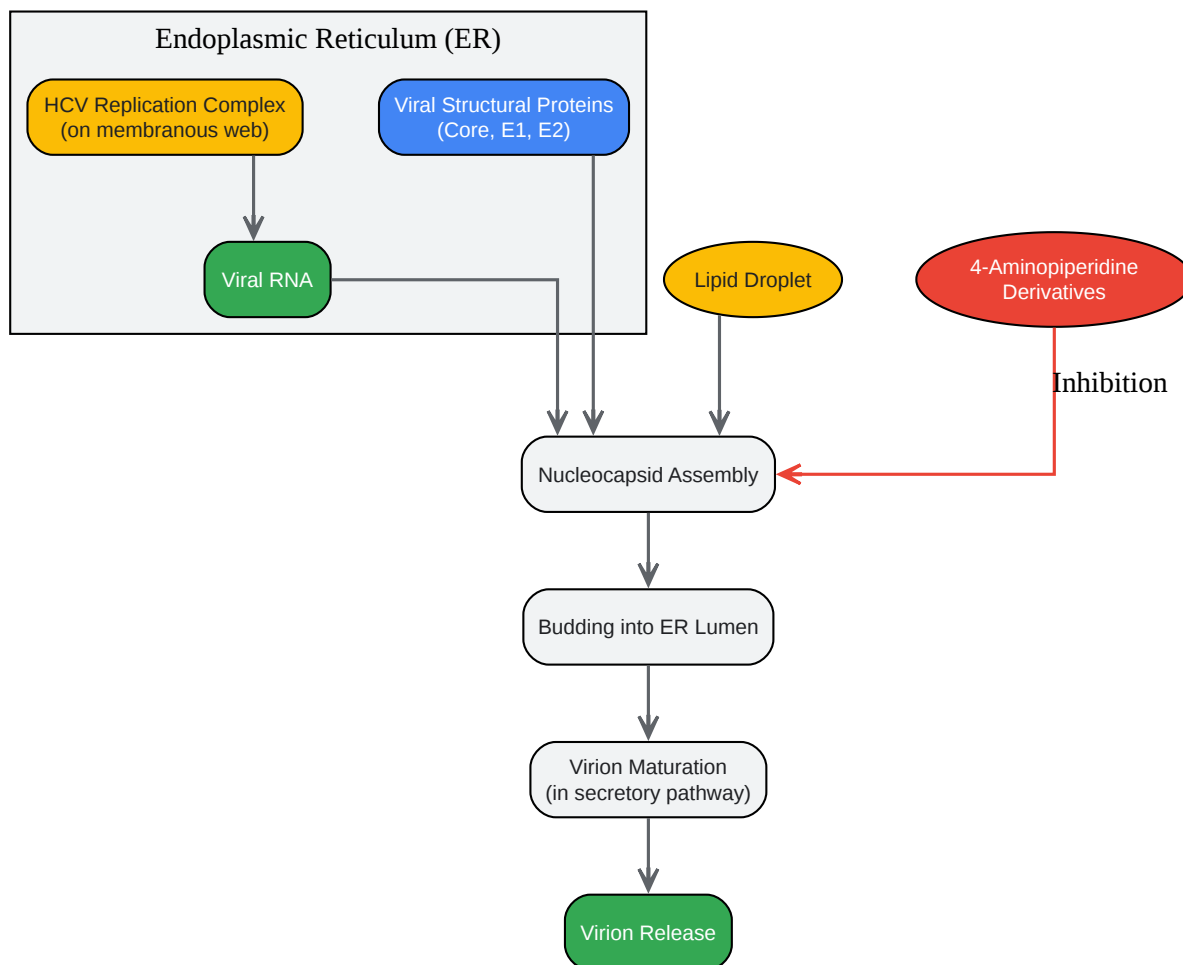 Endoplasmic Reticulum (ER)
HCV Replication Complex
(on membranous web)
Viral Structural Proteins
(Core, E1, E2)
Viral RNA
Lipid Droplet
4-Aminopiperidine
Derivatives
Inhibition
Nucleocapsid Assembly
Budding into ER Lumen
Virion Maturation
(in secretory pathway)
Virion Release